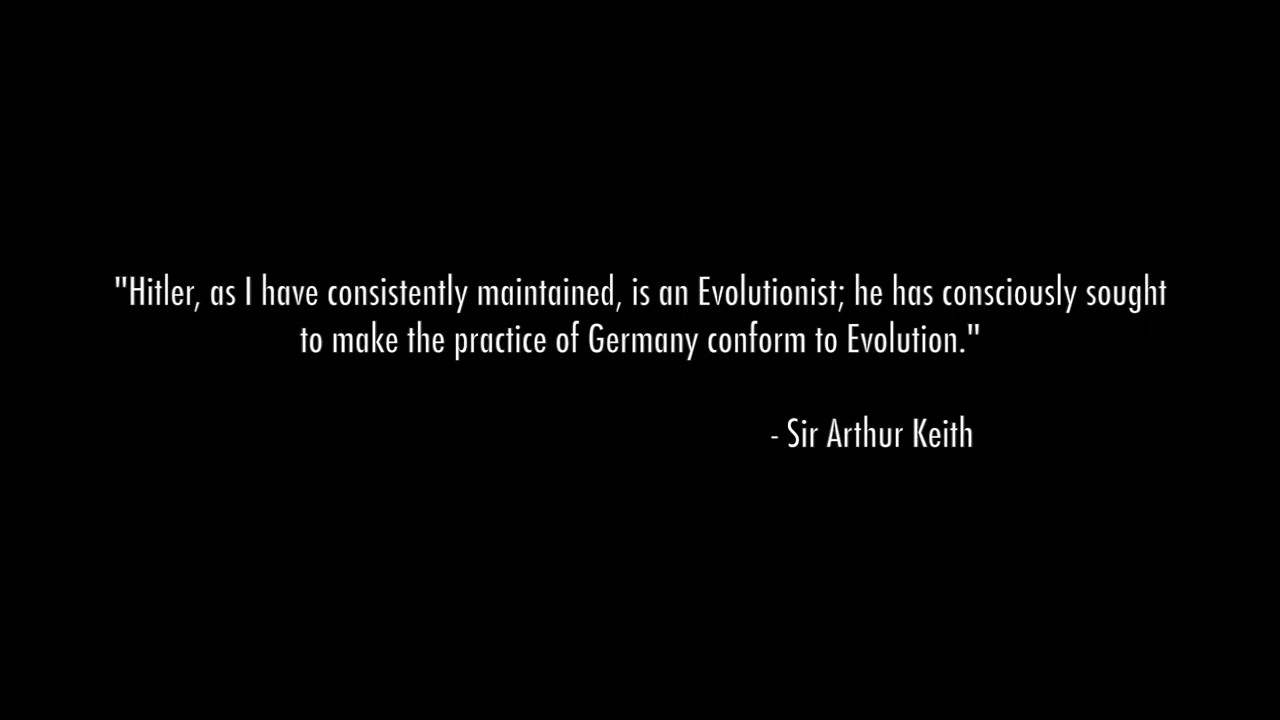 "Hitler, as I have consistently maintained, is an Evolutionist; he has consciously sought
to make the practice of Germany conform to Evolution."
- Sir Arthur Keith